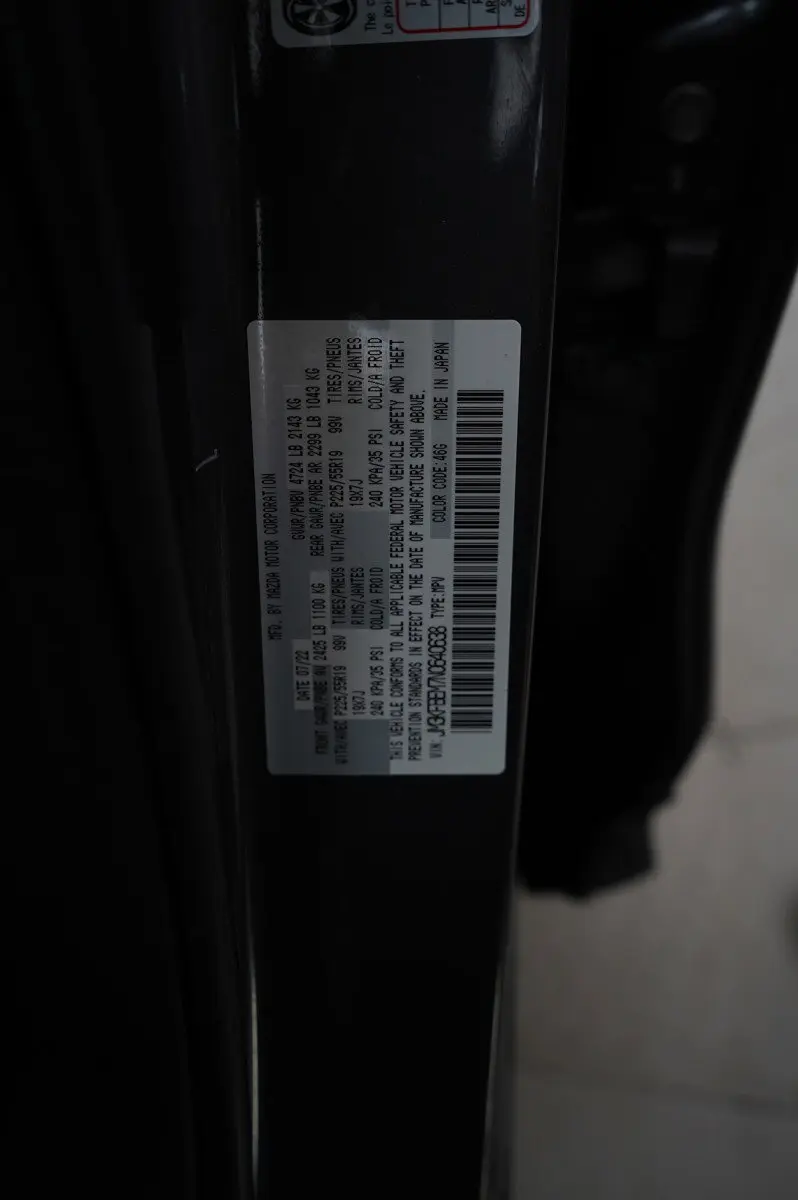 MFD. BY MAZDA MOTOR CORPORATION
DATE 07/22 GVWR/PNBV 4724 LB 2143 KG
FRONT GAWR/PNBE AV 2425 LB 1100 KG REAR GAWR/PNBE AR 2299 LB 1043 KG
WITH/AVEC P225/55R19 99V TIRES/PNEUS WITH/AVEC P225/55R19 99V TIRES/PNEUS
19X7J RIMS/JANTES 19X7J RIMS/JANTES
240 KPA/35 PSI COLD/A FROID 240 KPA/35 PSI COLD/A FROID
THIS VEHICLE CONFORMS TO ALL APPLICABLE FEDERAL MOTOR VEHICLE SAFETY AND THEFT
PREVENTION STANDARDS IN EFFECT ON THE DATE OF MANUFACTURE SHOWN ABOVE.
VIN: JM3KFBEM7N0640638 TYPE:MPV COLOR CODE:46G MADE IN JAPAN